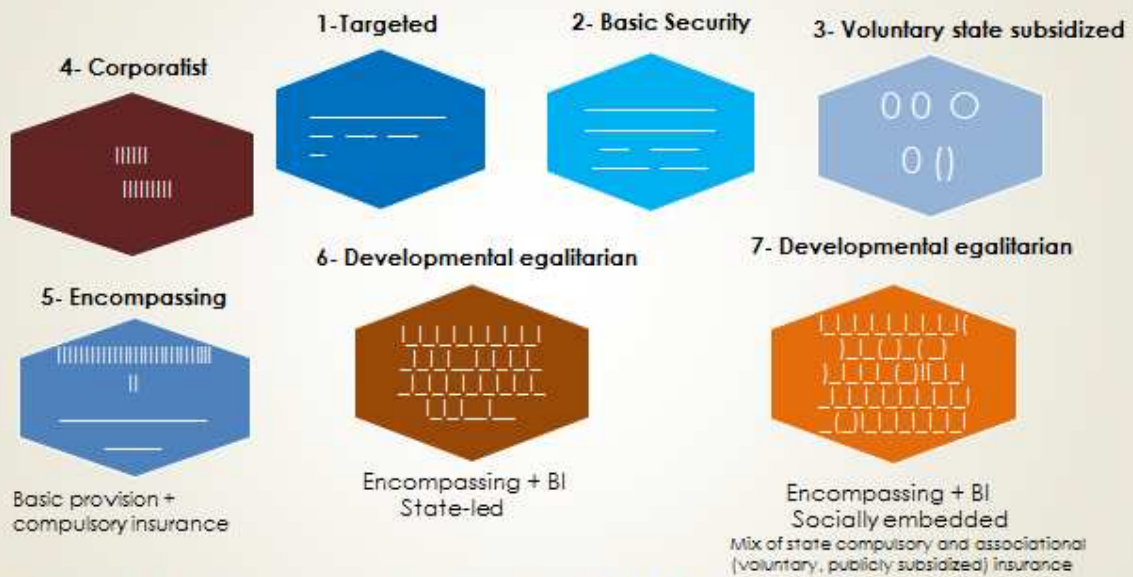 1-Targeted
2- Basic Security
3- Voluntary state subsidized
4- Corporatist
5- Encompassing
Basic provision +
compulsory insurance
6- Developmental egalitarian
Encompassing + BI
State-led
7- Developmental egalitarian
Encompassing + BI
Socially embedded
Mix of state compulsory and associational
(voluntary, publicly subsidized) insurance